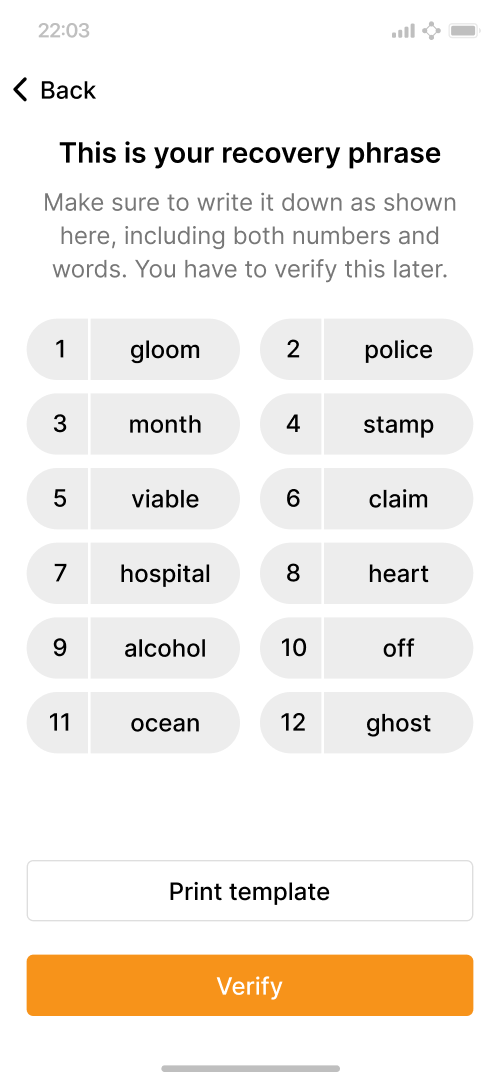 22:03
Back
This is your recovery phrase
Make sure to write it down as shown
here, including both numbers and
words. You have to verify this later.
1 gloom
2 police
3 month
4 stamp
5 viable
6 claim
7 hospital
8 heart
9 alcohol
10 off
11 ocean
12 ghost
Print template
Verify